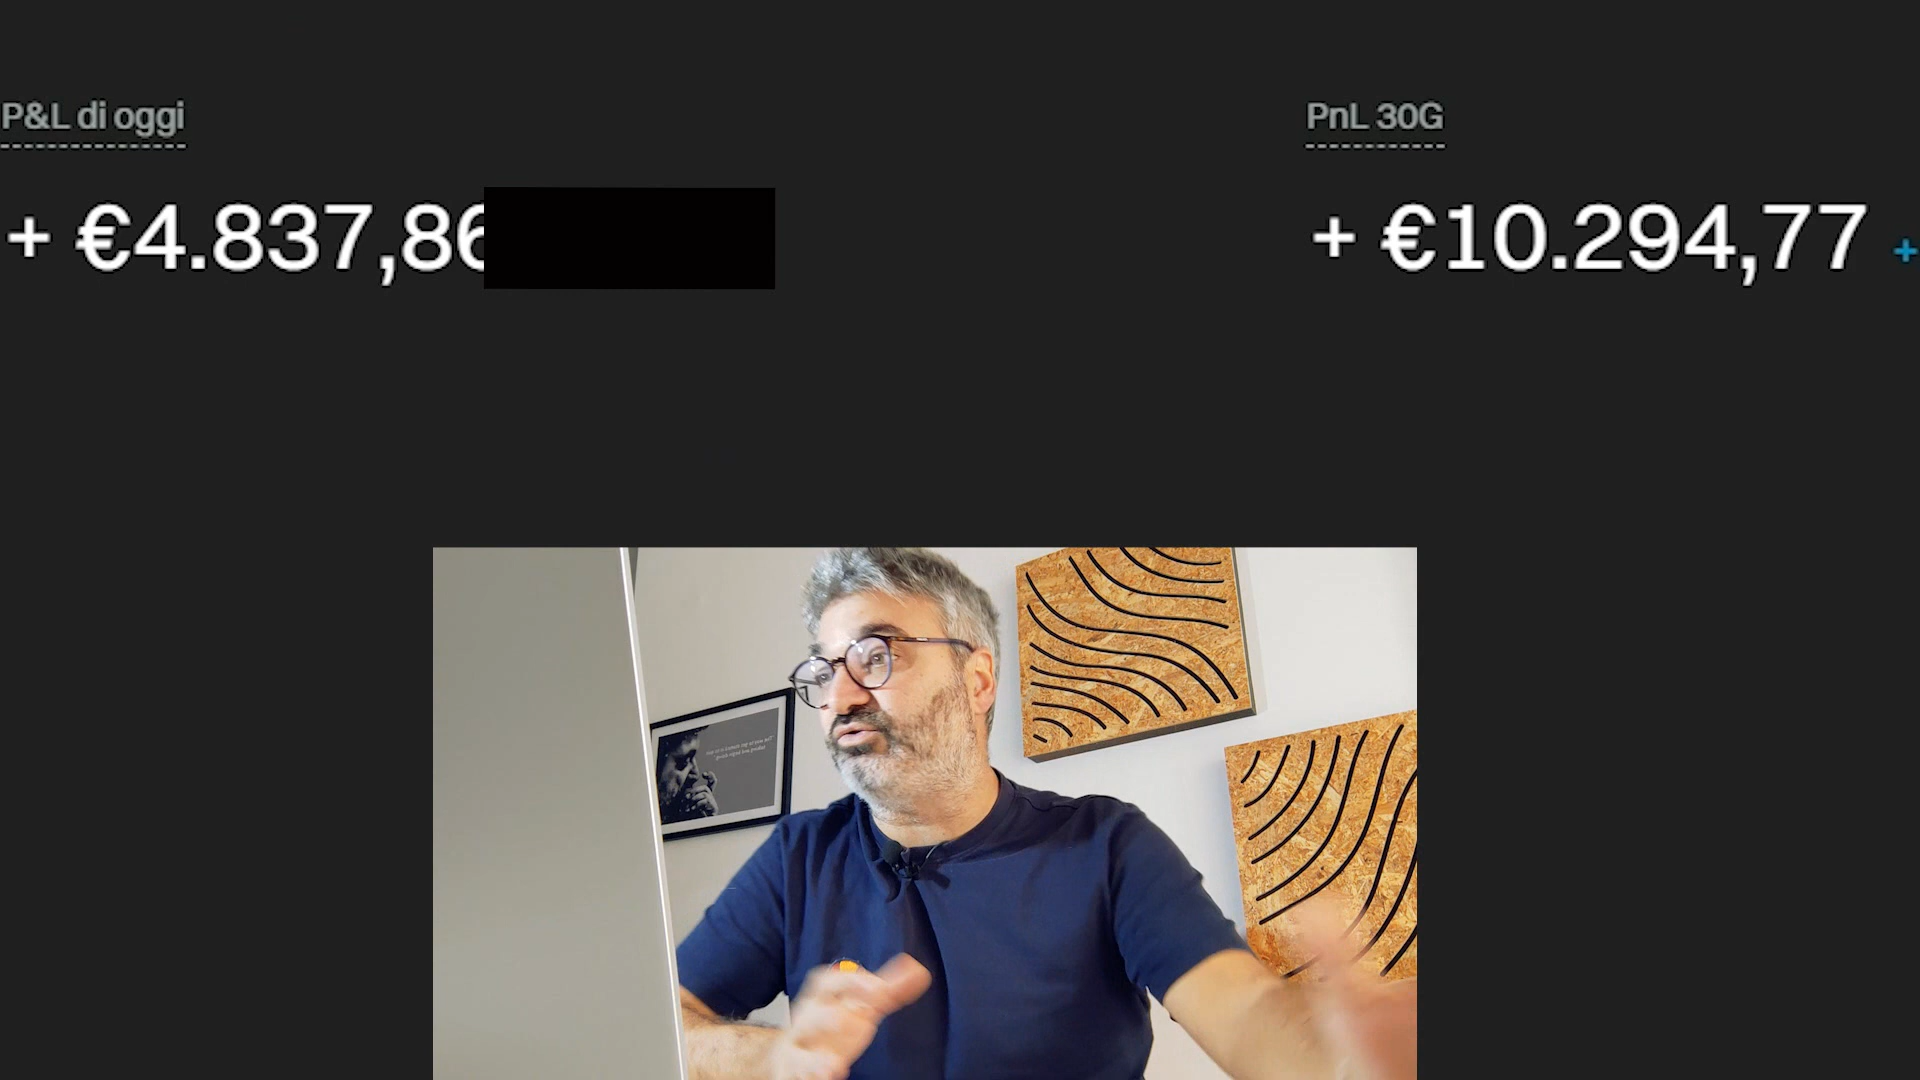 P&L di oggi
PnL 30G
+ €4.837,86
+ €10.294,77 +